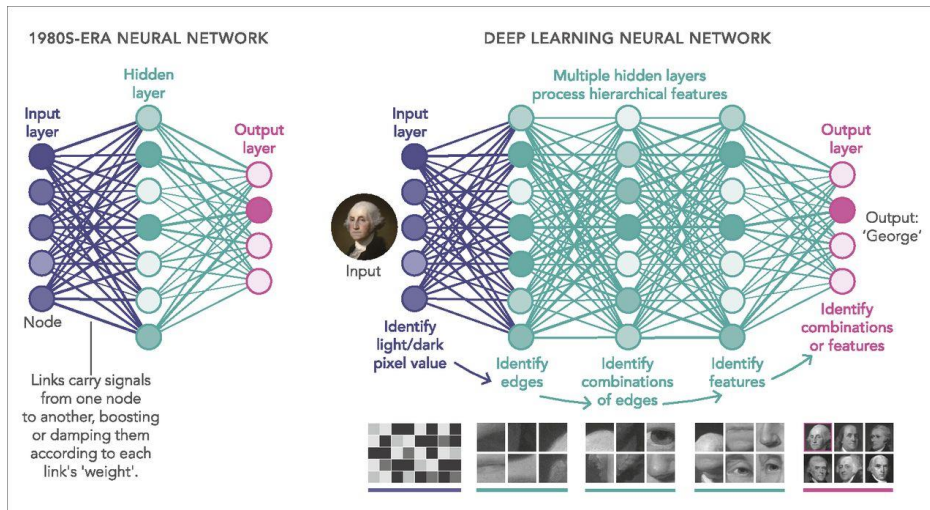 1980S-ERA NEURAL NETWORK
Hidden
layer
Input
layer
Output
layer
Node
Links carry signals
from one node
to another, boosting
or damping them
according to each
link's 'weight'.
DEEP LEARNING NEURAL NETWORK
Multiple hidden layers
process hierarchical features
Input
layer
Output
layer
Input
Output:
'George'
Identify
light/dark
pixel value
Identify
edges
Identify
combinations
of edges
Identify
features
Identify
combinations
or features